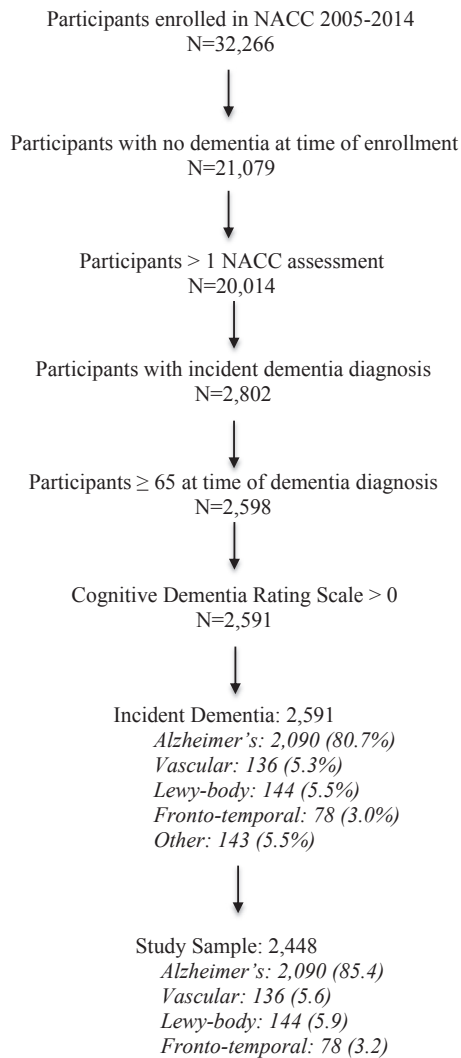 Participants enrolled in NACC 2005-2014
N=32,266
Participants with no dementia at time of enrollment
N=21,079
Participants > 1 NACC assessment
N=20,014
Participants with incident dementia diagnosis
N=2,802
Participants ≥ 65 at time of dementia diagnosis
N=2,598
Cognitive Dementia Rating Scale > 0
N=2,591
Incident Dementia: 2,591
Alzheimer's: 2,090 (80.7%)
Vascular: 136 (5.3%)
Lewy-body: 144 (5.5%)
Fronto-temporal: 78 (3.0%)
Other: 143 (5.5%)
Study Sample: 2,448
Alzheimer's: 2,090 (85.4)
Vascular: 136 (5.6)
Lewy-body: 144 (5.9)
Fronto-temporal: 78 (3.2)